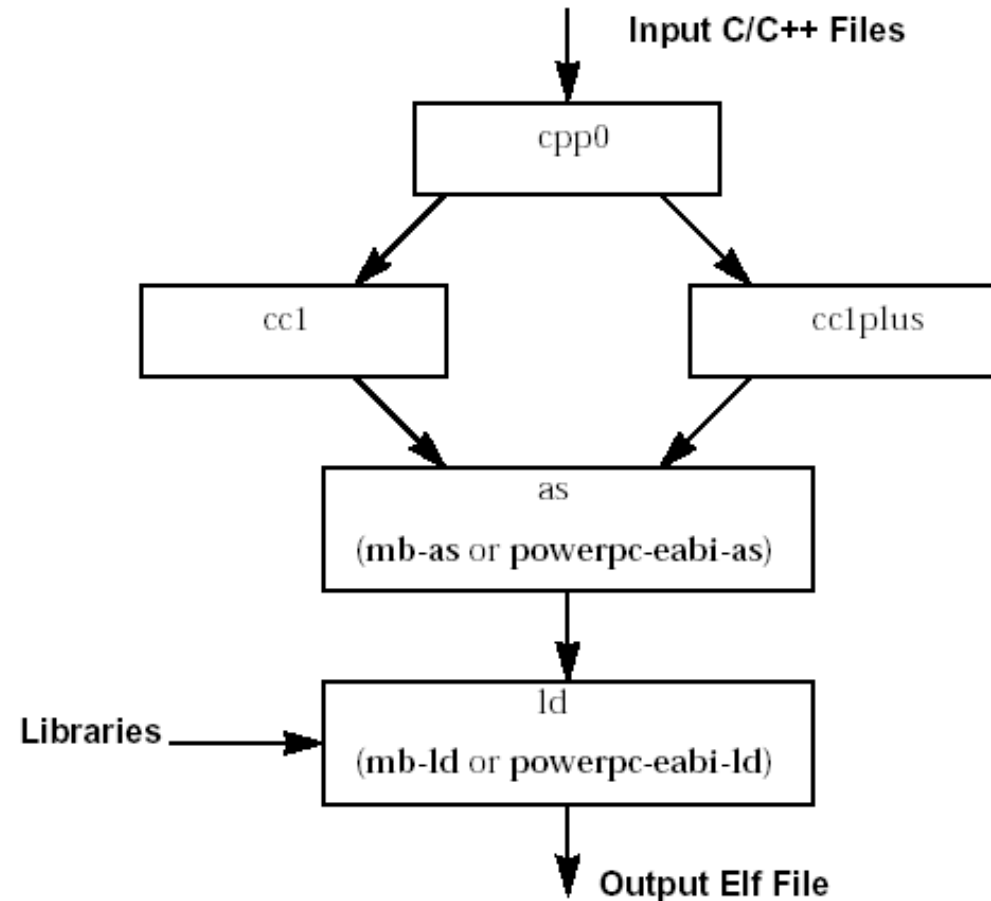 Input C/C++ Files
cpp0
cc1
cc1plus
as
(mb-as or powerpc-eabi-as)
ld
Libraries
(mb-ld or powerpc-eabi-ld)
Output Elf File